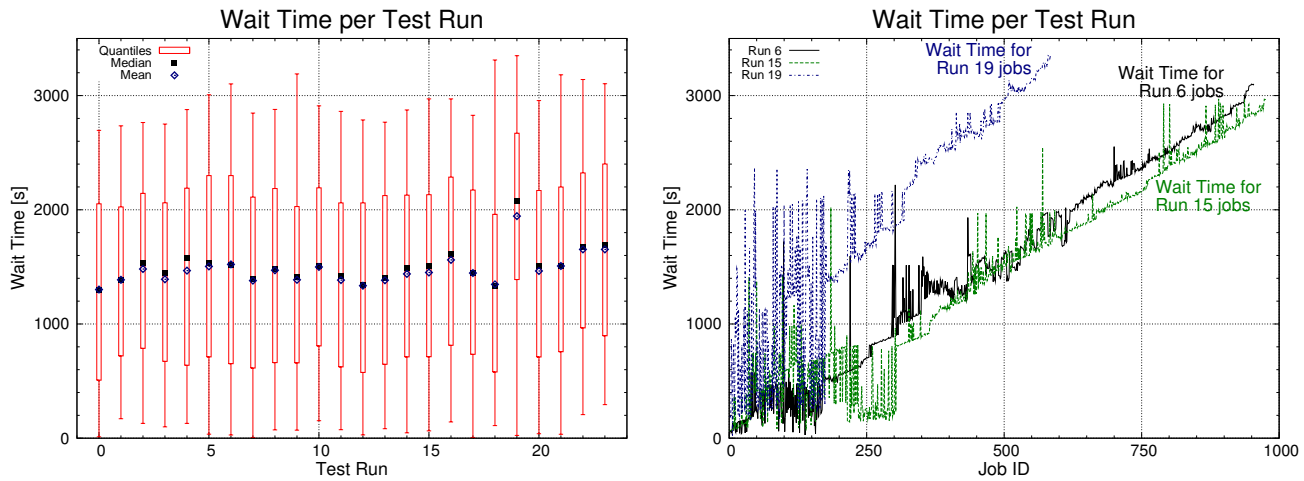 Wait Time per Test Run
Quantiles
Median
Mean
3000
2000
1000
0
Wait Time [s]
0 5 10 15 20
Test Run
Wait Time per Test Run
Run 6
Run 15
Run 19
Wait Time for
Run 19 jobs
Wait Time for
Run 6 jobs
Wait Time for
Run 15 jobs
3000
2000
1000
0
Wait Time [s]
0 250 500 750 1000
Job ID